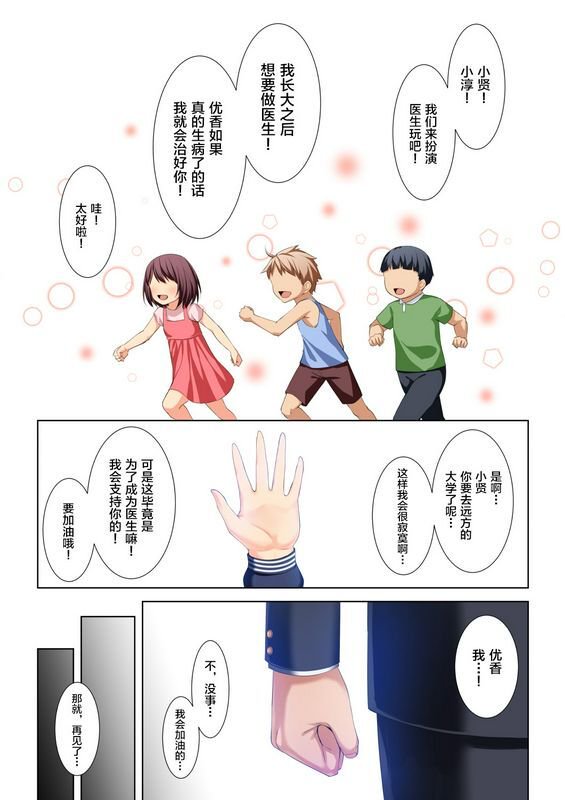 小贤！
小淳！
我们来扮演
医生玩吧！
我长大之后
想要做医生！
优香如果
真的生病了的话
我就会治好你！
哇！
太好啦！
是啊…
小贤
你要去远方的
大学了呢…
这样我会很寂寞啊…
可是这毕竟是
为了成为医生嘛！
我会支持你的！
要加油哦！
优香
我…！
不，
没事…
我会加油的…
那就，
再见了…